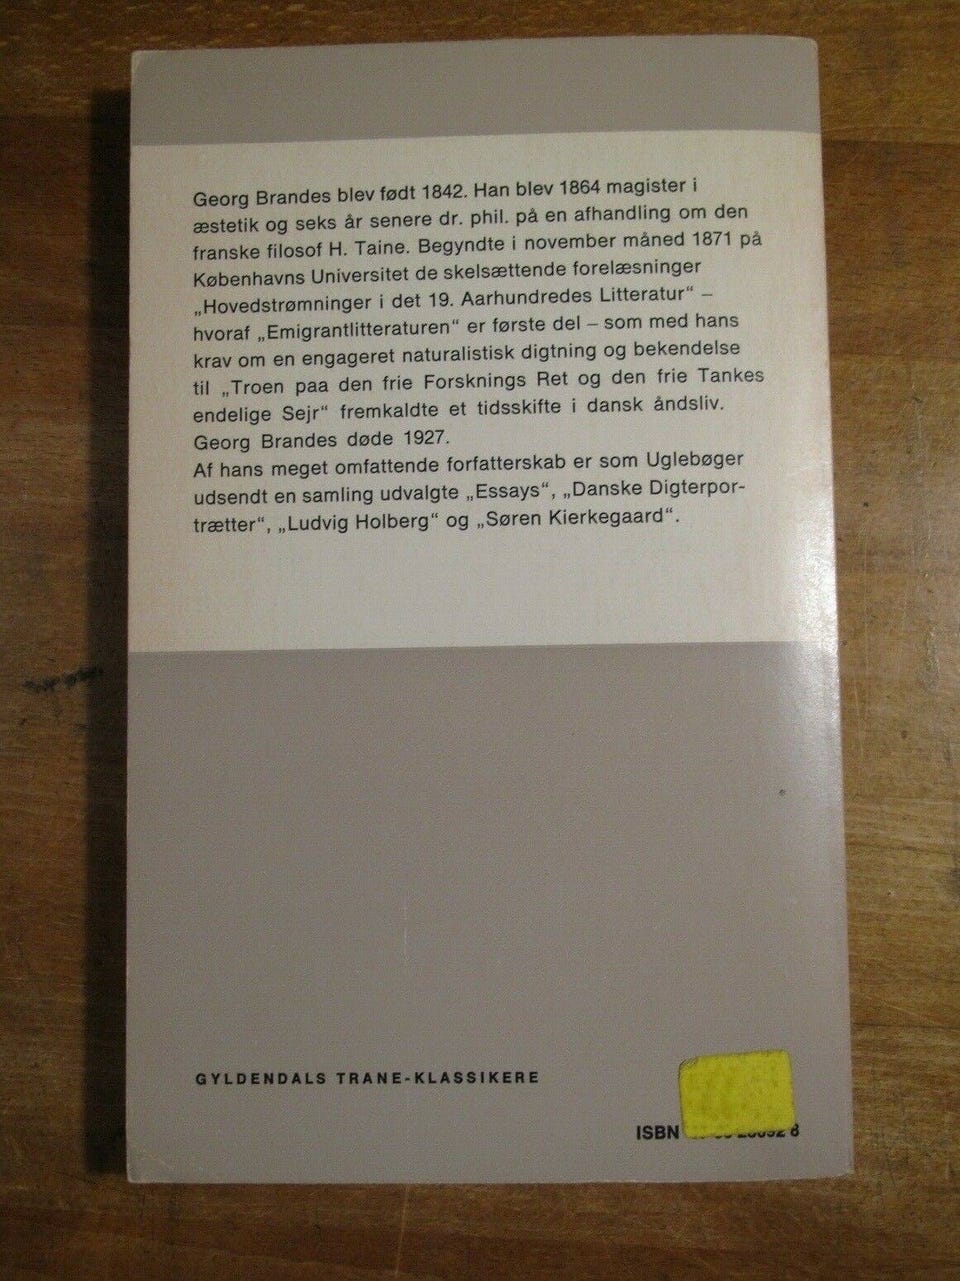 Georg Brandes blev født 1842. Han blev 1864 magister i
æstetik og seks år senere dr. phil. på en afhandling om den
franske filosof H. Taine. Begyndte i november måned 1871 på
Københavns Universitet de skelsættende forelæsninger
„Hovedstrømninger i det 19. Aarhundredes Litteratur“ –
hvoraf „Emigrantlitteraturen“ er første del – som med hans
krav om en engageret naturalistisk digtning og bekendelse
til „Troen paa den frie Forsknings Ret og den frie Tankes
endelige Sejr“ fremkaldte et tidsskifte i dansk åndsliv.
Georg Brandes døde 1927.
Af hans meget omfattende forfatterskab er som Uglebøger
udsendt en samling udvalgte „Essays“, „Danske Digterpor-
trætter“, „Ludvig Holberg“ og „Søren Kierkegaard“.
GYLDENDALS TRANE-KLASSIKERE
ISBN 8